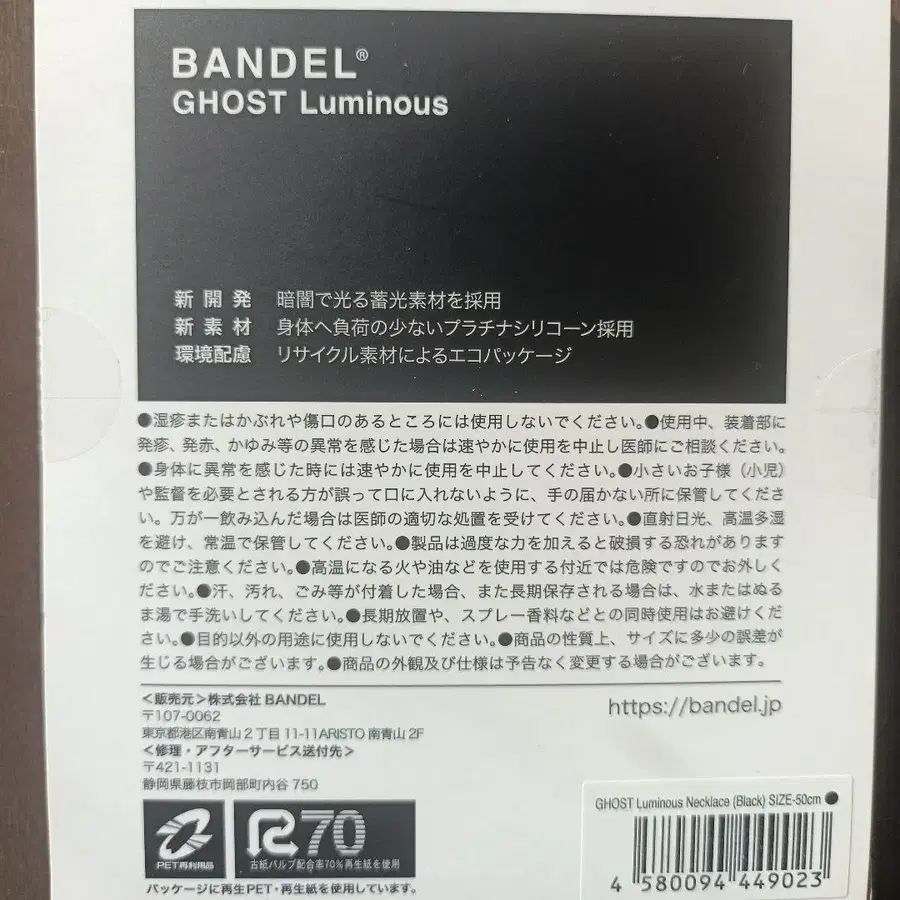 BANDEL®
GHOST Luminous
新開発 暗闇で光る蓄光素材を採用
新素材 身体へ負荷の少ないプラチナシリコーン採用
環境配慮 リサイクル素材によるエコパッケージ
●湿疹またはかぶれや傷口のあるところには使用しないでください。●使用中、装着部に
発疹、発赤、かゆみ等の異常を感じた場合は速やかに使用を中止し医師にご相談ください。
●身体に異常を感じた時には速やかに使用を中止してください。●小さいお子様（小児）
や監督を必要とされる方が誤って口に入れないように、手の届かない所に保管してくださ
い。万が一飲み込んだ場合は医師の適切な処置を受けてください。●直射日光、高温多湿
を避け、常温で保管してください。●製品は過度な力を加えると破損する恐れがあります
のでご注意ください。●高温になる火や油などを使用する付近では危険ですのでお外しく
ださい。●汗、汚れ、ごみ等が付着した場合、また長期保存される場合は、水またはぬる
ま湯で手洗いしてください。●長期放置や、スプレー香料などとの同時使用はお避けくだ
さい。●目的以外の用途に使用しないでください。●商品の性質上、サイズに多少の誤差が
生じる場合がございます。●商品の外観及び仕様は予告なく変更する場合がございます。
＜販売元＞株式会社 BANDEL
〒107-0062
東京都港区南青山2丁目11-11ARISTO 南青山 2F
＜修理・アフターサービス送付先＞
〒421-1131
静岡県藤枝市岡部町内谷 750
https://bandel.jp
PET再利用品
R70
古紙パルプ配合率70%再生紙を使用
パッケージに再生PET・再生紙を使用しています。
GHOST Luminous Necklace (Black) SIZE-50cm ●
4 580094 449023